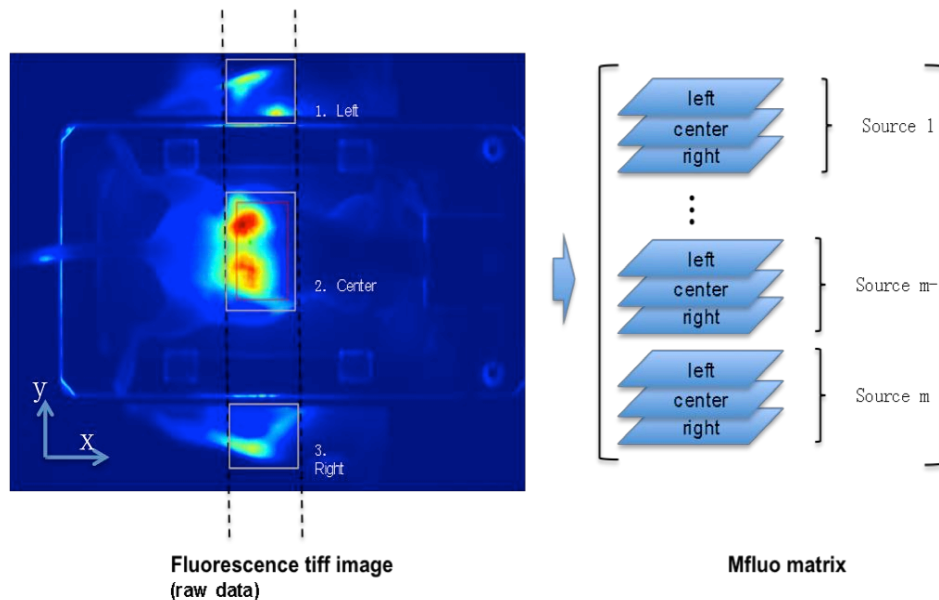 1. Left
2. Center
3.
Right
y
x
Fluorescence tiff image
(raw data)
left
center
right
Source 1
left
center
right
Source m-
left
center
right
Source m
Mfluo matrix